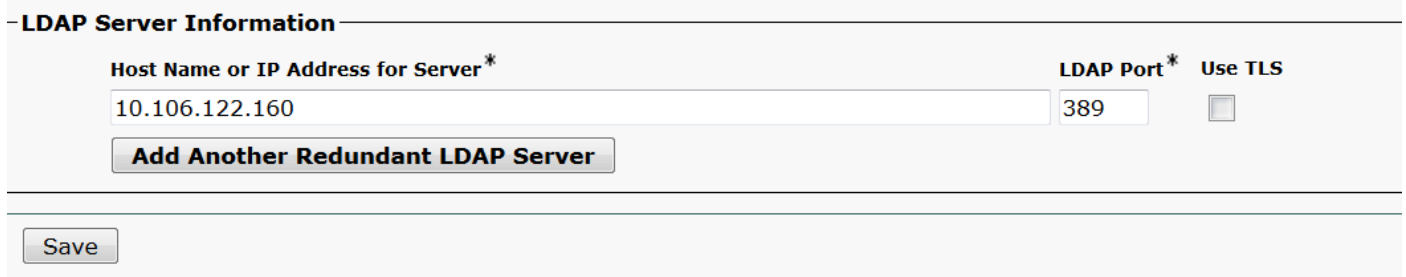 LDAP Server Information
Host Name or IP Address for Server* LDAP Port* Use TLS
10.106.122.160 389
Add Another Redundant LDAP Server
Save